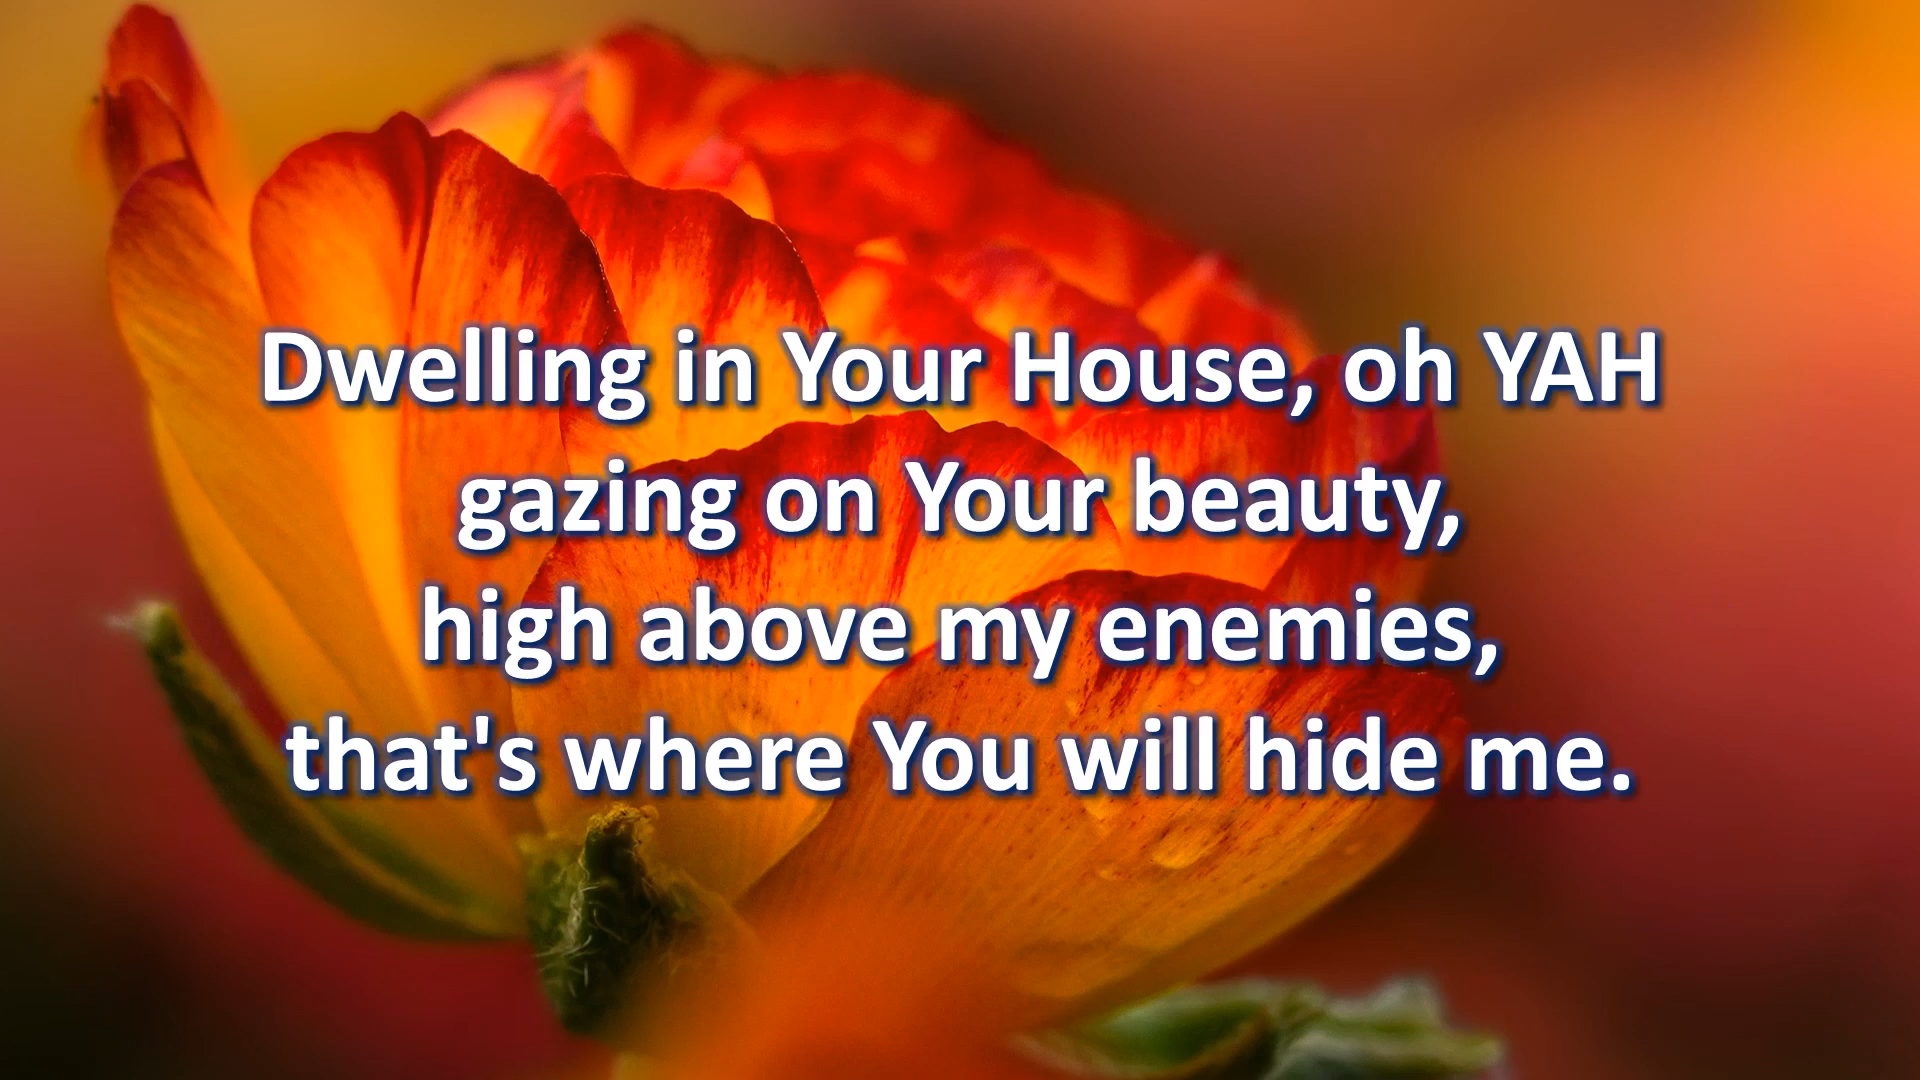 Dwelling in Your House, oh YAH
gazing on Your beauty,
high above my enemies,
that's where You will hide me.